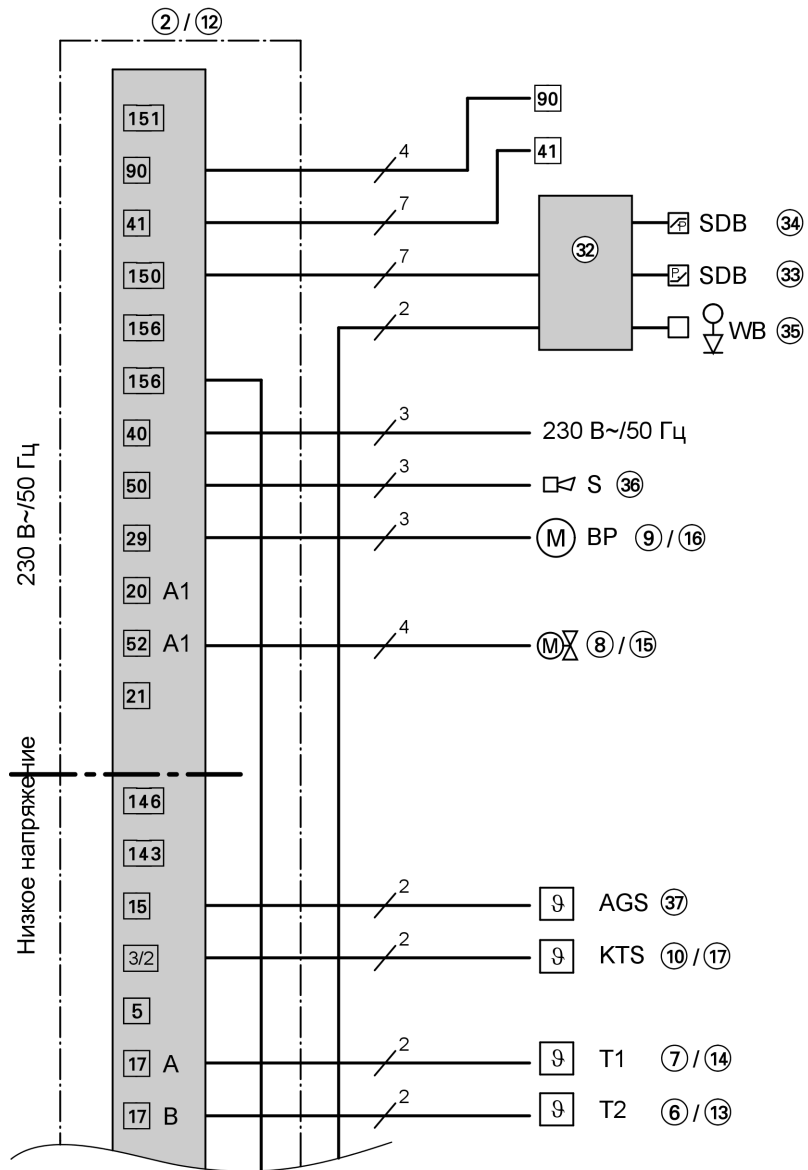 2 / 12
151
90
4
90
41
7
41
150
7
32
SDB 34
P
SDB 33
P
156
2
WB 35
156
40
3
230 В~/50 Гц
50
3
S 36
29
3
M BP 9 / 16
20 A1
52 A1
4
M 8 / 15
21
230 В~/50 Гц
146
143
15
2
ϑ AGS 37
3/2
2
ϑ KTS 10 / 17
5
17 A
2
ϑ T1 7 / 14
17 B
2
ϑ T2 6 / 13
Низкое напряжение